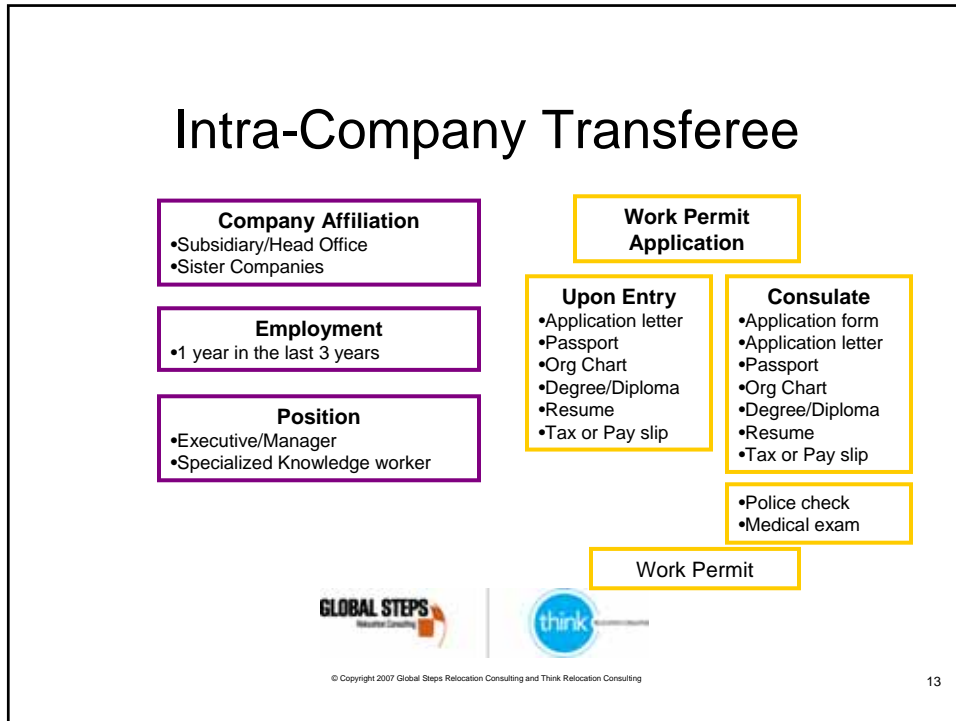 Intra-Company Transferee
Company Affiliation
•Subsidiary/Head Office
•Sister Companies
Employment
•1 year in the last 3 years
Position
•Executive/Manager
•Specialized Knowledge worker
Work Permit
Application
Upon Entry
•Application letter
•Passport
•Org Chart
•Degree/Diploma
•Resume
•Tax or Pay slip
Consulate
•Application form
•Application letter
•Passport
•Org Chart
•Degree/Diploma
•Resume
•Tax or Pay slip
•Police check
•Medical exam
Work Permit
GLOBAL STEPS
Relocation Consulting
think
© Copyright 2007 Global Steps Relocation Consulting and Think Relocation Consulting
13